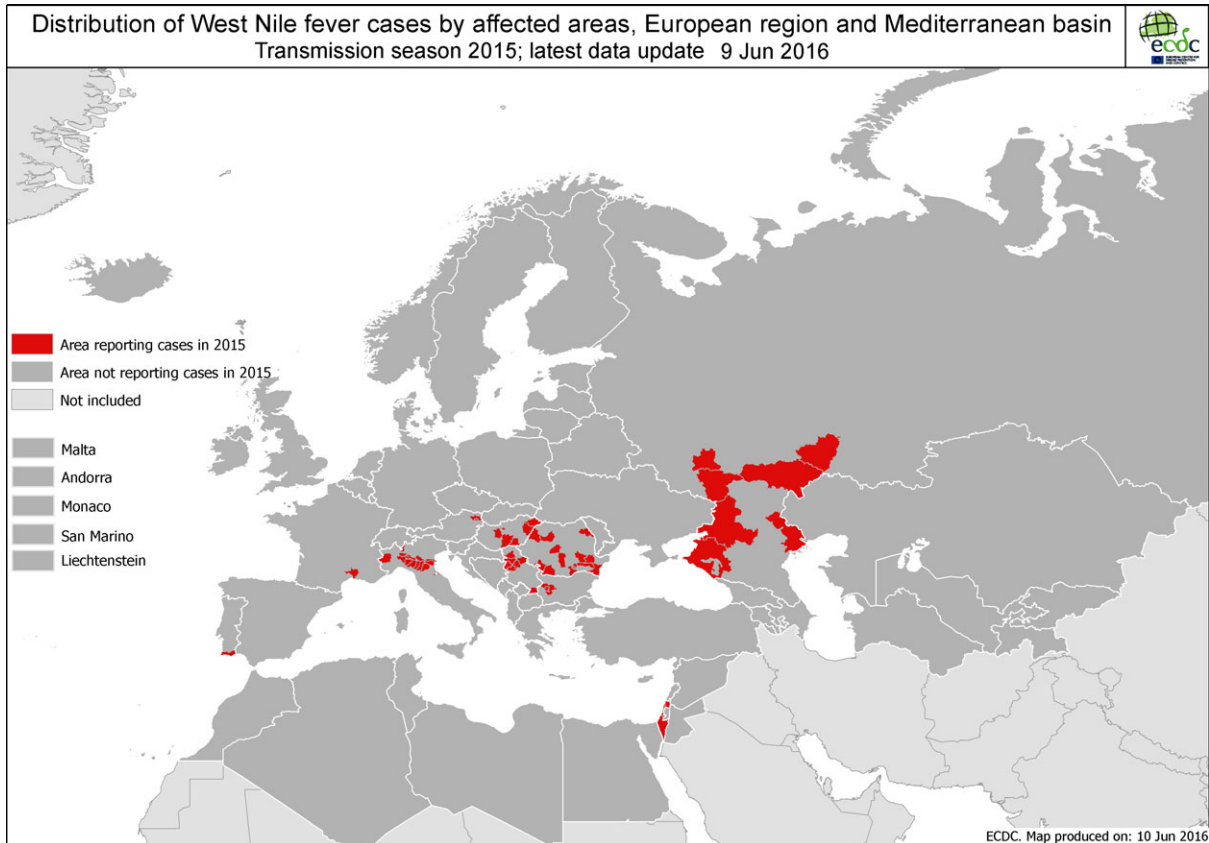 Distribution of West Nile fever cases by affected areas, European region and Mediterranean basin
Transmission season 2015; latest data update 9 Jun 2016
ecdc
Area reporting cases in 2015
Area not reporting cases in 2015
Not included
Malta
Andorra
Monaco
San Marino
Liechtenstein
ECDC. Map produced on: 10 Jun 2016